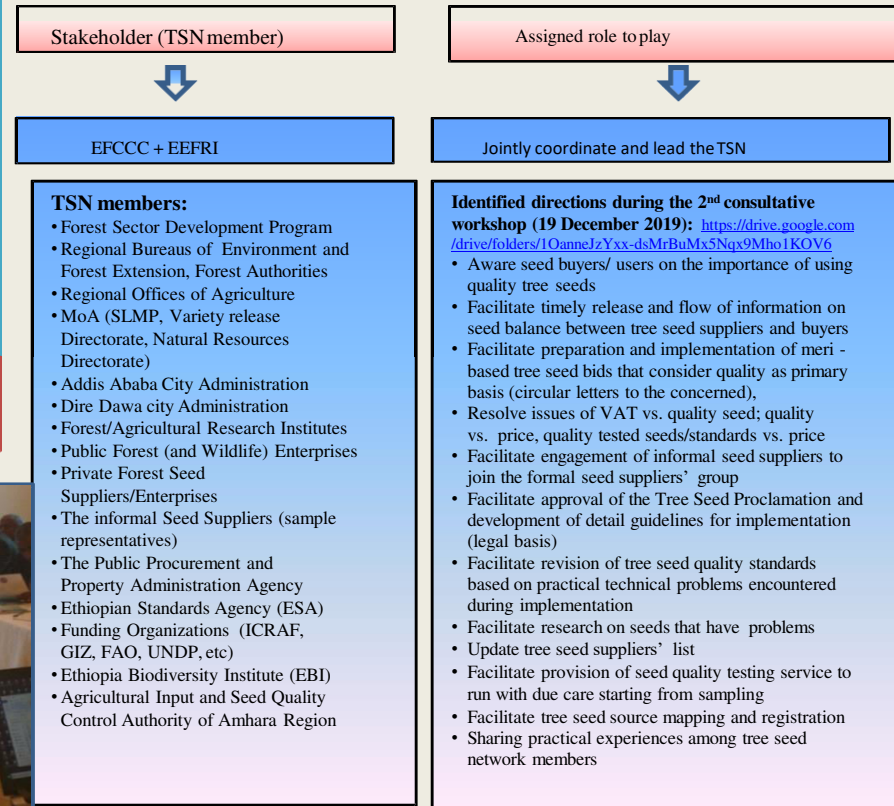 Stakeholder (TSN member)
Assigned role to play
EFCCC + EEFRI
Jointly coordinate and lead the TSN
TSN members:
• Forest Sector Development Program
• Regional Bureaus of Environment and
Forest Extension, Forest Authorities
• Regional Offices of Agriculture
• MoA (SLMP, Variety release
Directorate, Natural Resources
Directorate)
• Addis Ababa City Administration
• Dire Dawa city Administration
• Forest/Agricultural Research Institutes
• Public Forest (and Wildlife) Enterprises
• Private Forest Seed
Suppliers/Enterprises
• The informal Seed Suppliers (sample
representatives)
• The Public Procurement and
Property Administration Agency
• Ethiopian Standards Agency (ESA)
• Funding Organizations (ICRAF,
GIZ, FAO, UNDP, etc)
• Ethiopia Biodiversity Institute (EBI)
• Agricultural Input and Seed Quality
Control Authority of Amhara Region
Identified directions during the 2nd consultative
workshop (19 December 2019): https://drive.google.com
/drive/folders/1OanneJzYxx-dsMrBuMx5Nqx9Mho1KOV6
• Aware seed buyers/ users on the importance of using
quality tree seeds
• Facilitate timely release and flow of information on
seed balance between tree seed suppliers and buyers
• Facilitate preparation and implementation of meri -
based tree seed bids that consider quality as primary
basis (circular letters to the concerned),
• Resolve issues of VAT vs. quality seed; quality
vs. price, quality tested seeds/standards vs. price
• Facilitate engagement of informal seed suppliers to
join the formal seed suppliers’ group
• Facilitate approval of the Tree Seed Proclamation and
development of detail guidelines for implementation
(legal basis)
• Facilitate revision of tree seed quality standards
based on practical technical problems encountered
during implementation
• Facilitate research on seeds that have problems
• Update tree seed suppliers’ list
• Facilitate provision of seed quality testing service to
run with due care starting from sampling
• Facilitate tree seed source mapping and registration
• Sharing practical experiences among tree seed
network members